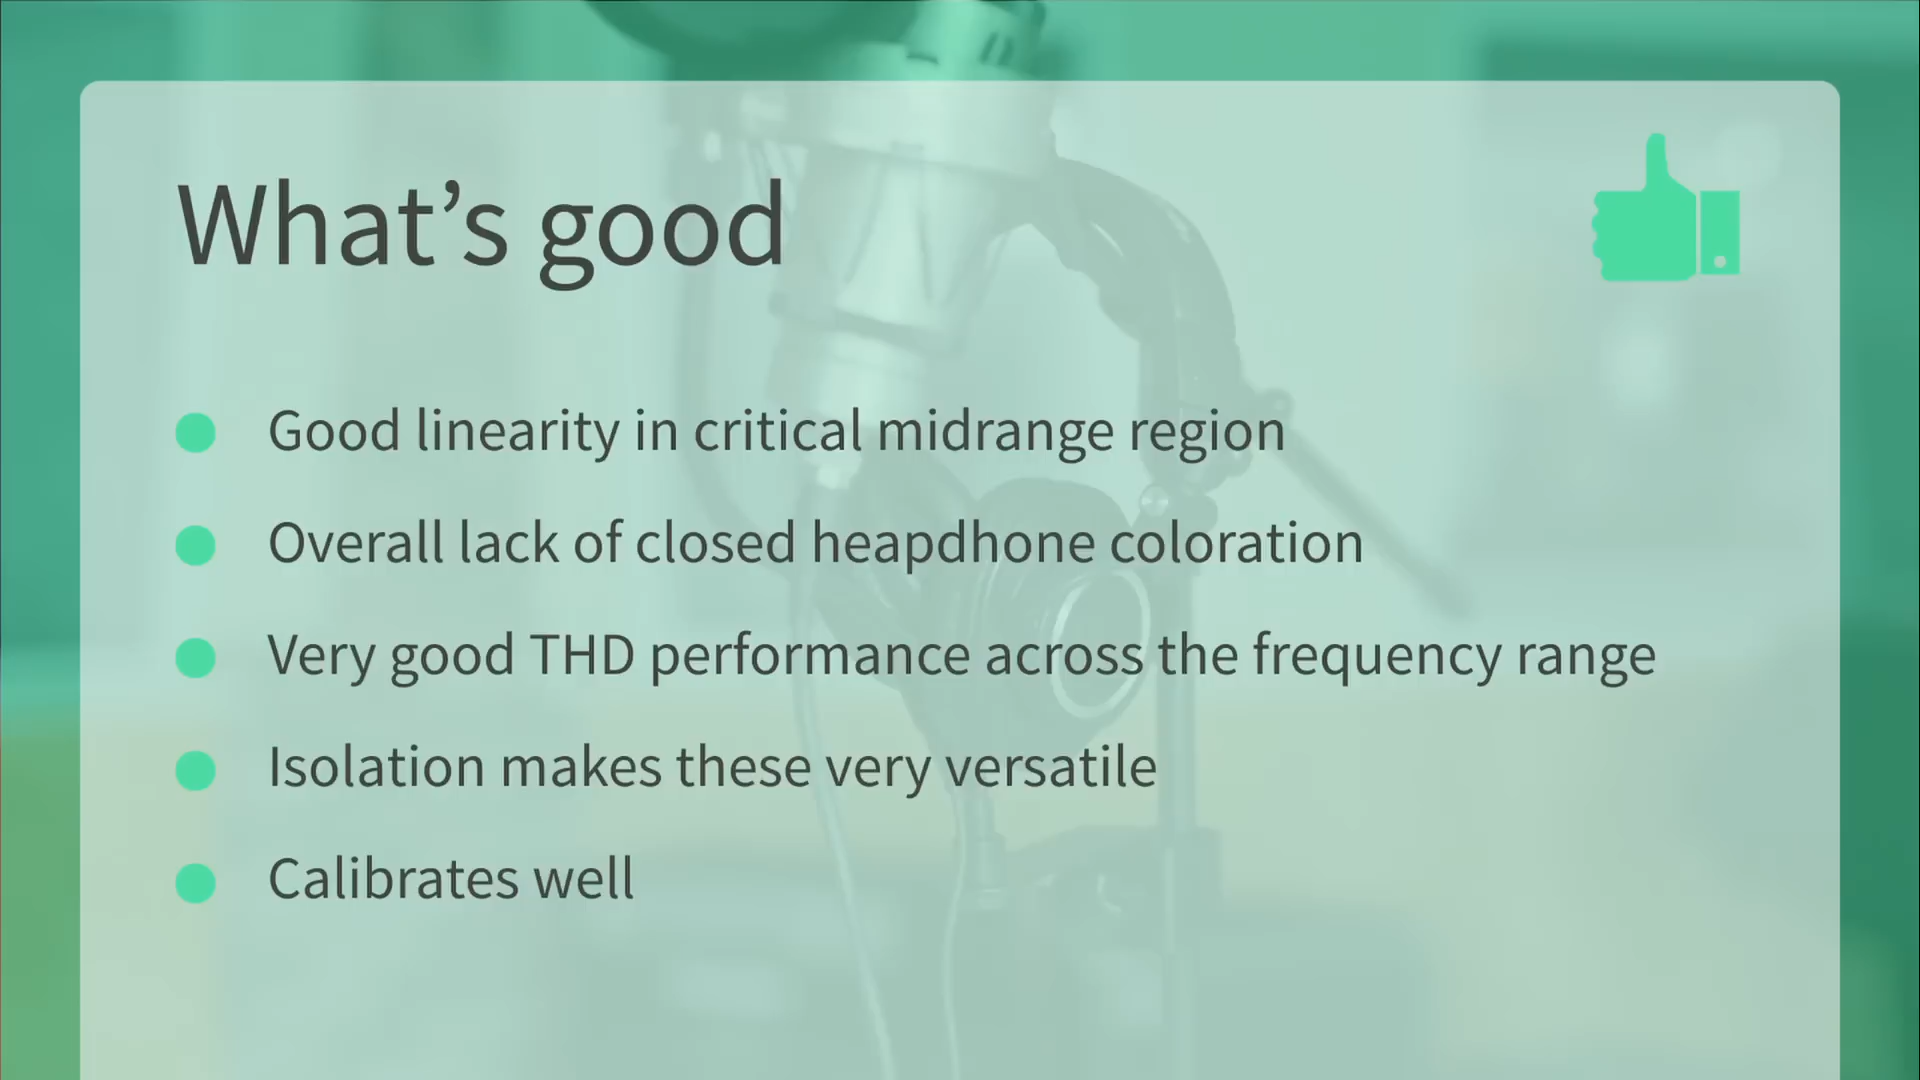 What’s good
Good linearity in critical midrange region
Overall lack of closed heapdhone coloration
Very good THD performance across the frequency range
Isolation makes these very versatile
Calibrates well